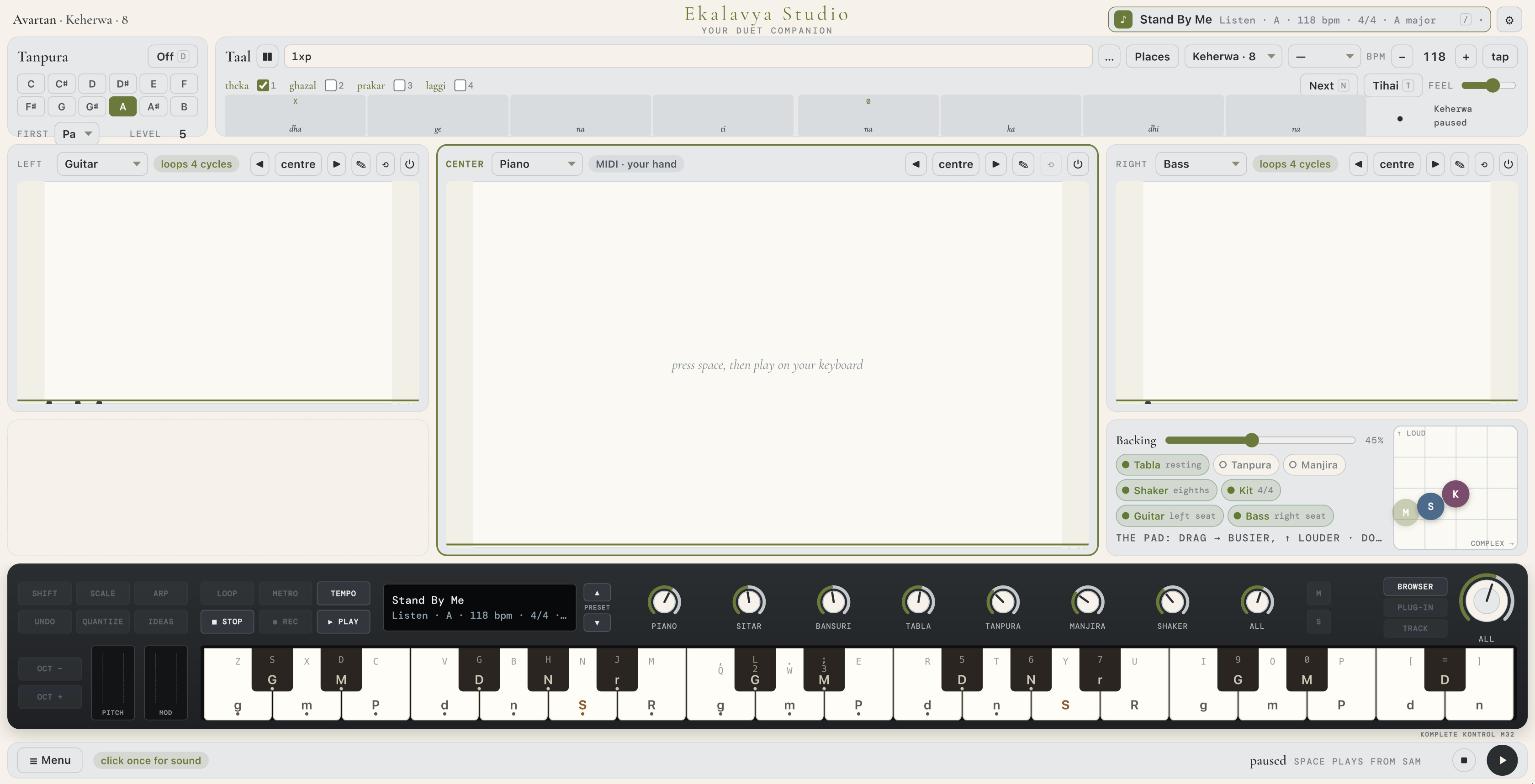 Avartan · Keherwa · 8
Ekalavya Studio
YOUR DUET COMPANION
Stand By Me Listen · A · 118 bpm · 4/4 · A major / ·
Tanpura Off D
C C# D D# E F
F# G G# A A# B
FIRST Pa LEVEL 5
Taal 1xp ... Places Keherwa · 8 — BPM − 118 + tap
theka 1 ghazal 2 prakar 3 laggi 4 Next N Tihai T FEEL
X 0
dha ge na ti na ka dhi na
Keherwa
paused
LEFT Guitar loops 4 cycles centre
CENTER Piano MIDI · your hand centre
RIGHT Bass loops 4 cycles centre
press space, then play on your keyboard
Backing 45%
Tabla resting Tanpura Manjira
Shaker eighths Kit 4/4
Guitar left seat Bass right seat
THE PAD: DRAG → BUSIER, ↑ LOUDER · DO…
↑ LOUD
K
S
M
COMPLEX →
SHIFT SCALE ARP LOOP METRO TEMPO
UNDO QUANTIZE IDEAS ■ STOP REC ▶ PLAY
Stand By Me
Listen · A · 118 bpm · 4/4 ·…
▲
PRESET
▼
PIANO SITAR BANSURI TABLA TANPURA MANJIRA SHAKER ALL
M
S
BROWSER
PLUG-IN
TRACK
ALL
OCT −
OCT +
PITCH MOD
Z S X D C V G B H N J M , Q L 2 . W ; 3 E R 5 T 6 Y 7 U I 9 O 0 P [ = ]
G M D N r G M D N r G M D
g m P d n S R g m P d n S R g m P d n
KOMPLETE KONTROL M32
≡ Menu click once for sound
paused SPACE PLAYS FROM SAM